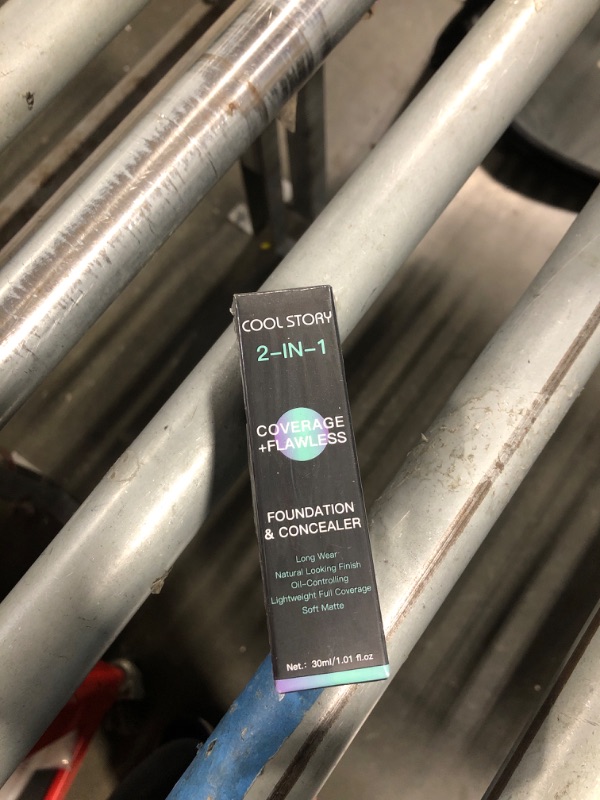 COOL STORY
2-IN-1
COVERAGE
+FLAWLESS
FOUNDATION
& CONCEALER
Long Wear
Natural Looking Finish
Oil-Controlling
Lightweight Full Coverage
Soft Matte
Net.: 30ml/1.01 fl.oz